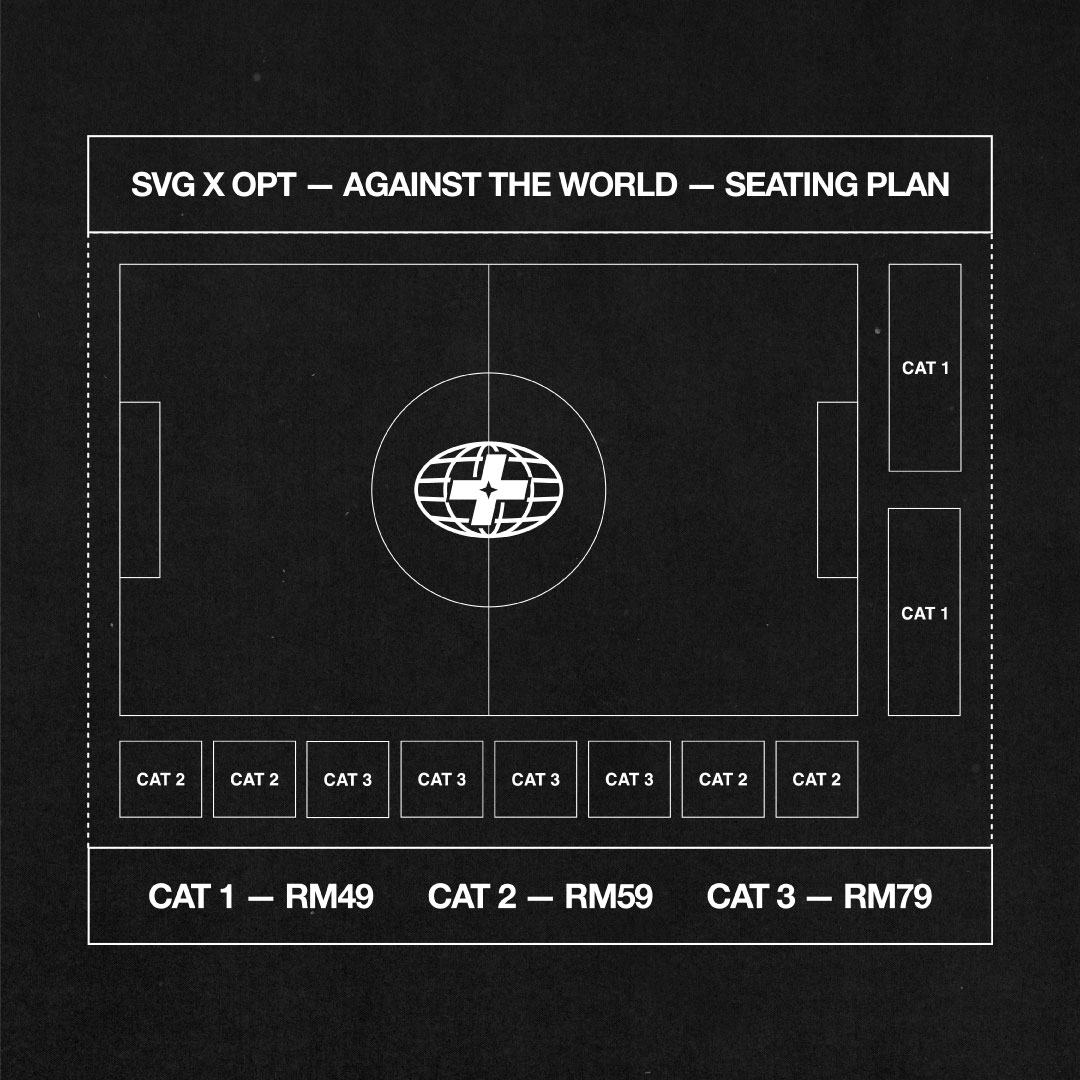 SVG X OPT — AGAINST THE WORLD — SEATING PLAN
CAT 1
CAT 1
CAT 2
CAT 2
CAT 3
CAT 3
CAT 3
CAT 3
CAT 2
CAT 2
CAT 1 — RM49
CAT 2 — RM59
CAT 3 — RM79